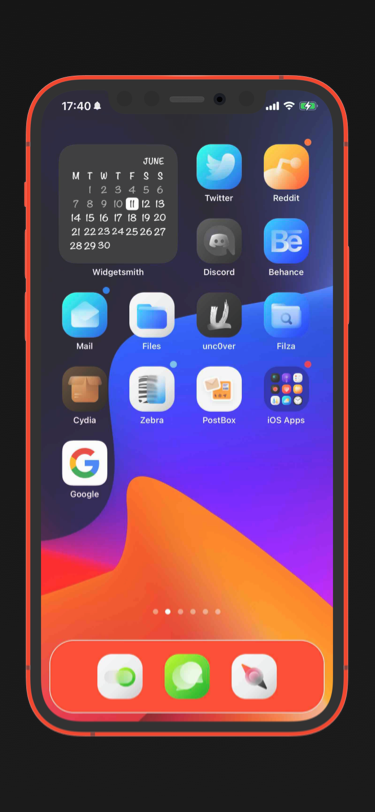 17:40
JUNE
M T W T F S S
1 2 3 4 5 6
7 8 9 10 11 12 13
14 15 16 17 18 19 20
21 22 23 24 25 26 27
28 29 30
Widgetsmith
Twitter
Reddit
Discord
Bē
Behance
Mail
Files
unc0ver
Filza
Cydia
Zebra
PostBox
iOS Apps
G
Google